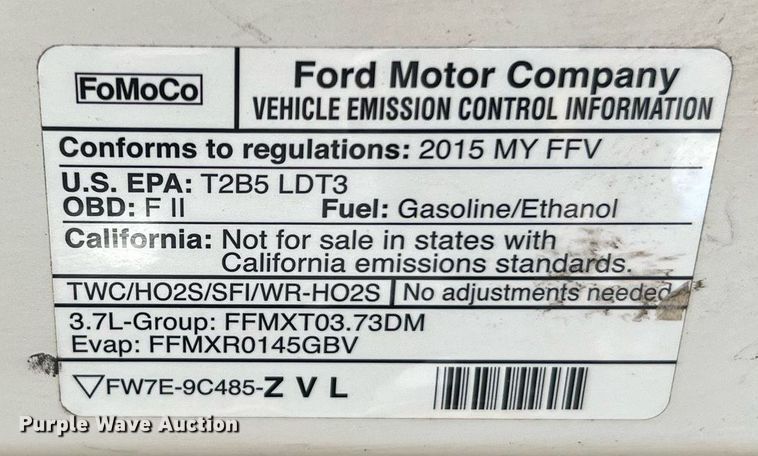 FoMoCo
Ford Motor Company
VEHICLE EMISSION CONTROL INFORMATION
Conforms to regulations: 2015 MY FFV
U.S. EPA: T2B5 LDT3
OBD: F II Fuel: Gasoline/Ethanol
California: Not for sale in states with
California emissions standards.
TWC/HO2S/SFI/WR-HO2S No adjustments needed
3.7L-Group: FFMXT03.73DM
Evap: FFMXR0145GBV
FW7E-9C485-Z V L
Purple Wave Auction